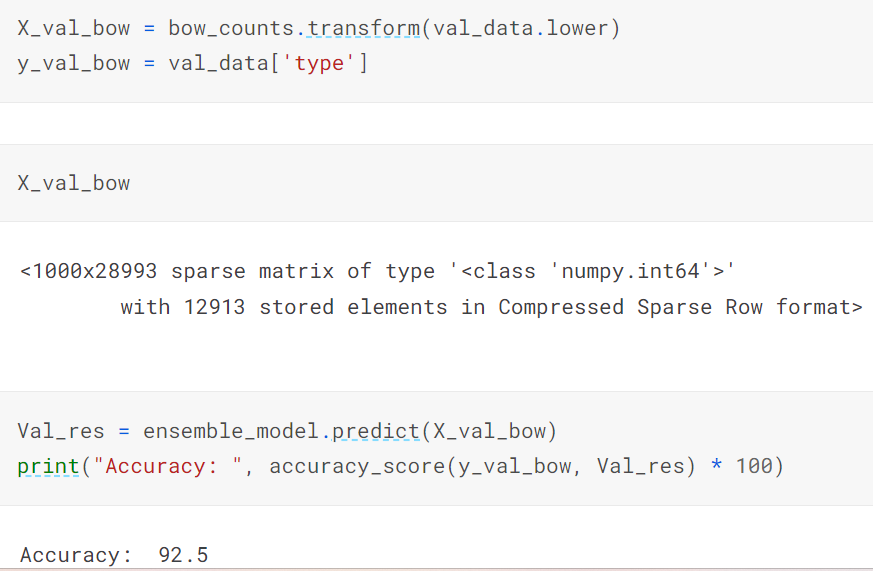 X_val_bow = bow_counts.transform(val_data.lower)
y_val_bow = val_data['type']
X_val_bow
<1000x28993 sparse matrix of type '<class 'numpy.int64'>'
with 12913 stored elements in Compressed Sparse Row format>
Val_res = ensemble_model.predict(X_val_bow)
print("Accuracy: ", accuracy_score(y_val_bow, Val_res) * 100)
Accuracy:  92.5